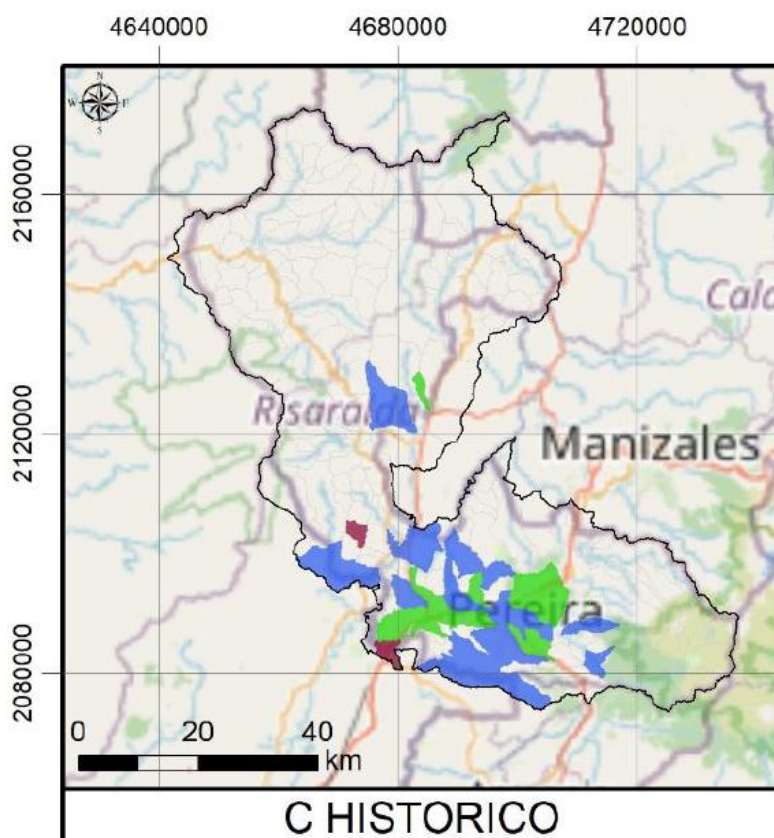 4640000 4680000 4720000
N
W E
S
2160000
Cald
Risaralda
2120000
Manizales
Pereira
2080000
0 20 40
km
C HISTORICO